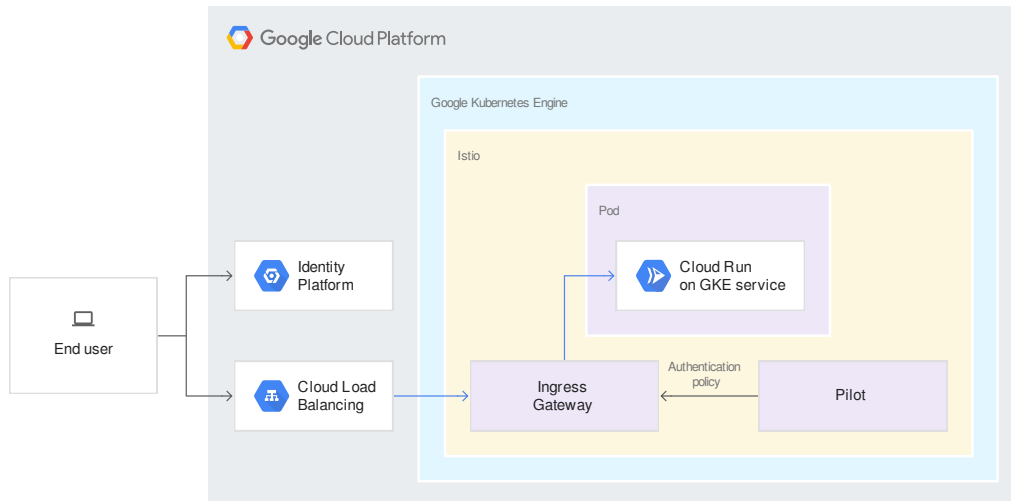 Google Cloud Platform
Google Kubernetes Engine
Istio
Pod
Identity
Platform
Cloud Run
on GKE service
End user
Cloud Load
Balancing
Ingress
Gateway
Authentication
policy
Pilot